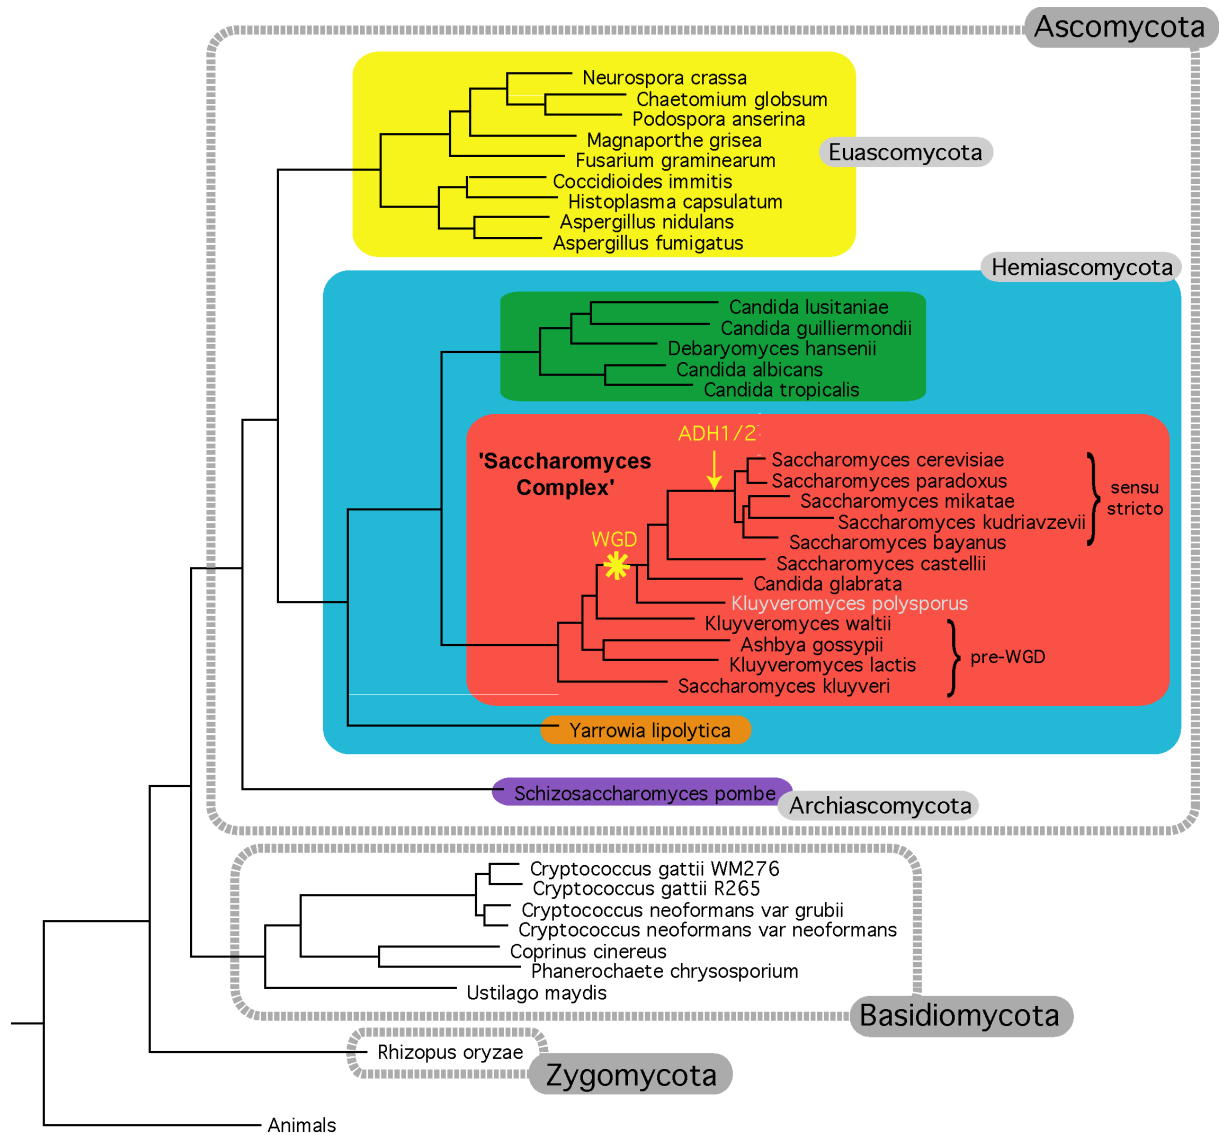 Ascomycota
Neurospora crassa
Chaetomium globsum
Podospora anserina
Magnaporthe grisea
Euascomycota
Fusarium graminearum
Coccidioides immitis
Histoplasma capsulatum
Aspergillus nidulans
Aspergillus fumigatus
Hemiascomycota
Candida lusitaniae
Candida guilliermondii
Debaryomyces hansenii
Candida albicans
Candida tropicalis
ADH1/2
'Saccharomyces
Complex'
Saccharomyces cerevisiae
Saccharomyces paradoxus
Saccharomyces mikatae
Saccharomyces kudriavzevii
Saccharomyces bayanus
sensu
stricto
WGD
Saccharomyces castellii
Candida glabrata
Kluyveromyces polysporus
Kluyveromyces waltii
Ashbya gossypii
Kluyveromyces lactis
Saccharomyces kluyveri
pre-WGD
Yarrowia lipolytica
Schizosaccharomyces pombe
Archiascomycota
Cryptococcus gattii WM276
Cryptococcus gattii R265
Cryptococcus neoformans var grubii
Cryptococcus neoformans var neoformans
Coprinus cinereus
Phanerochaete chrysosporium
Ustilago maydis
Basidiomycota
Rhizopus oryzae
Zygomycota
Animals